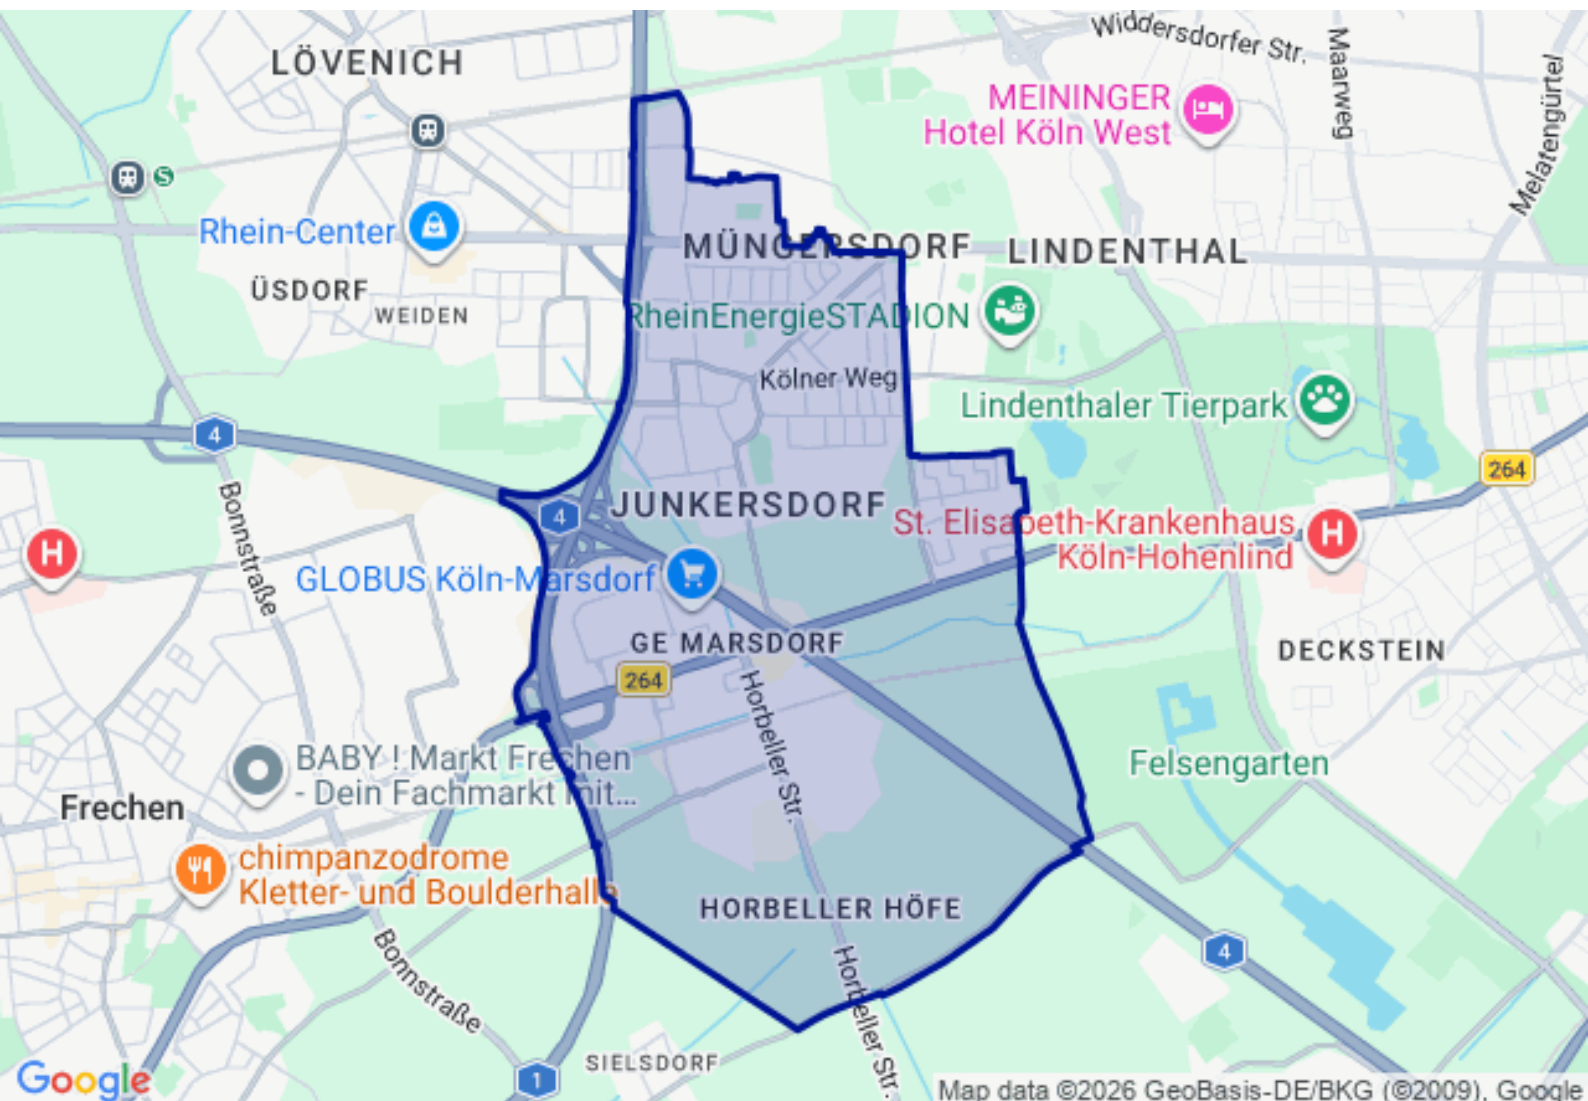 Widdersdorfer Str.
LÖVENICH
Maarweg
Melatengürtel
MEININGER
Hotel Köln West
S
Rhein-Center
MÜNGERSDORF
LINDENTHAL
ÜSDORF
WEIDEN
RheinEnergieSTADION
Kölner Weg
Lindenthaler Tierpark
4
264
Bonnstraße
JUNKERSDORF
4
St. Elisabeth-Krankenhaus
Köln-Hohenlind
H
H
GLOBUS Köln-Marsdorf
GE MARSDORF
DECKSTEIN
264
Horbeller Str.
BABY ! Markt Frechen
- Dein Fachmarkt mit...
Felsengarten
Frechen
chimpanzodrome
Kletter- und Boulderhalle
HORBELLER HÖFE
4
Bonnstraße
Horbeller Str.
SIELSDORF
1
Google
Map data ©2026 GeoBasis-DE/BKG (©2009), Google